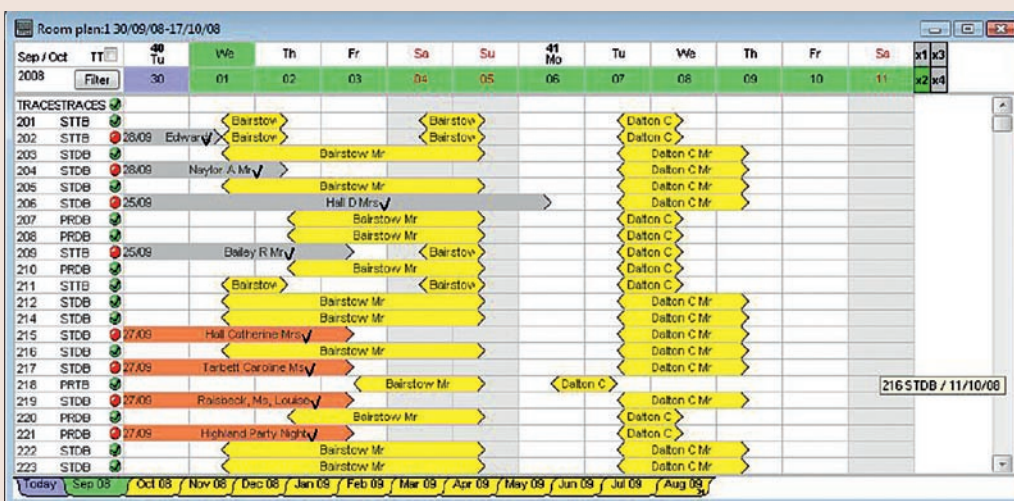 Room plan:1 30/09/08-17/10/08
Sep / Oct TT 40 Tu We Th Fr Sa Su 41 Mo Tu We Th Fr Sa x1 x3
2008 Filter 30 01 02 03 04 05 06 07 08 09 10 11 x2 x4
TRACESTRACES
201 STTB Bairstow Bairstow Dalton C
202 STTB 28/09 Edward Bairstov Bairstov Dalton C
203 STDB Bairstow Mr Dalton C Mr
204 STDB 28/09 Naylor A Mr Dalton C Mr
205 STDB Bairstow Mr Dalton C Mr
206 STDB 25/09 Hall D Mrs Dalton C Mr
207 PRDB Bairstow Mr Dalton C
208 PRDB Bairstow Mr Dalton C
209 STTB 25/09 Bailey R Mr Bairstov Dalton C
210 PRDB Bairstow Mr Dalton C
211 STTB Bairstov Bairstov Dalton C
212 STDB Bairstow Mr Dalton C Mr
214 STDB Bairstow Mr Dalton C Mr
215 STDB 27/09 Hall Catherine Mrs Dalton C Mr
216 STDB Bairstow Mr Dalton C Mr
217 STDB 27/09 Tarbett Caroline Ms Dalton C Mr
218 PRTB Bairstow Mr Dalton C 216 STDB / 11/10/08
219 STDB 27/09 Raisbeck, Ms, Louise Dalton C Mr
220 PRDB Bairstow Mr Dalton C
221 PRDB 27/09 Highland Party Night Dalton C
222 STDB Bairstow Mr Dalton C Mr
223 STDB Bairstow Mr Dalton C Mr
Today Sep 08 Oct 08 Nov 08 Dec 08 Jan 09 Feb 09 Mar 09 Apr 09 May 09 Jun 09 Jul 09 Aug 09